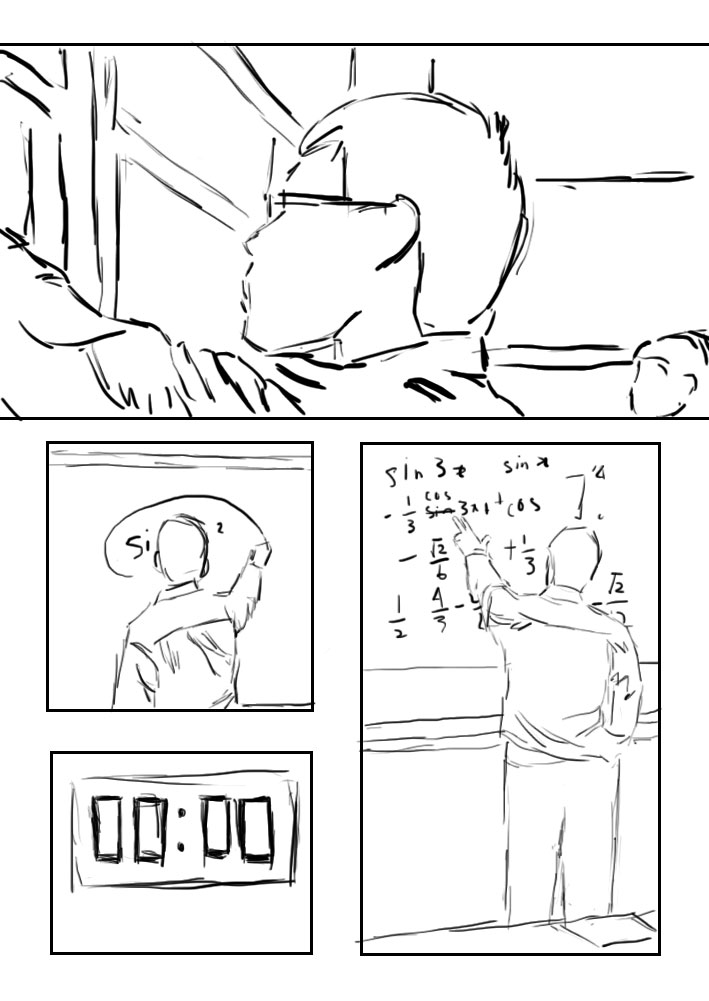 Si 2
sin 3x sin x
- 1/3 cos sin 3x + cos
- √2/6 + 1/3
1/2 4/3 - - √2
00:00